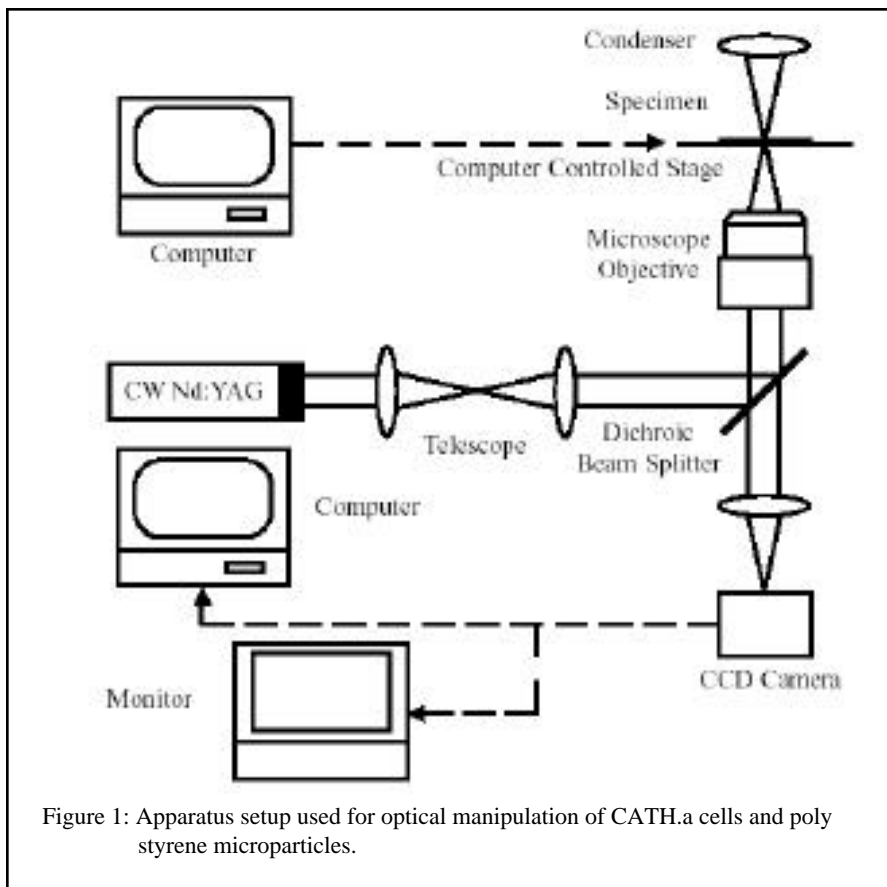 Condenser
Specimen
Computer Controlled Stage
Computer
Microscope
Objective
CW Nd:YAG
Telescope
Dichroic
Beam Splitter
Computer
Monitor
CCD Camera
Figure 1: Apparatus setup used for optical manipulation of CATH.a cells and poly
styrene microparticles.